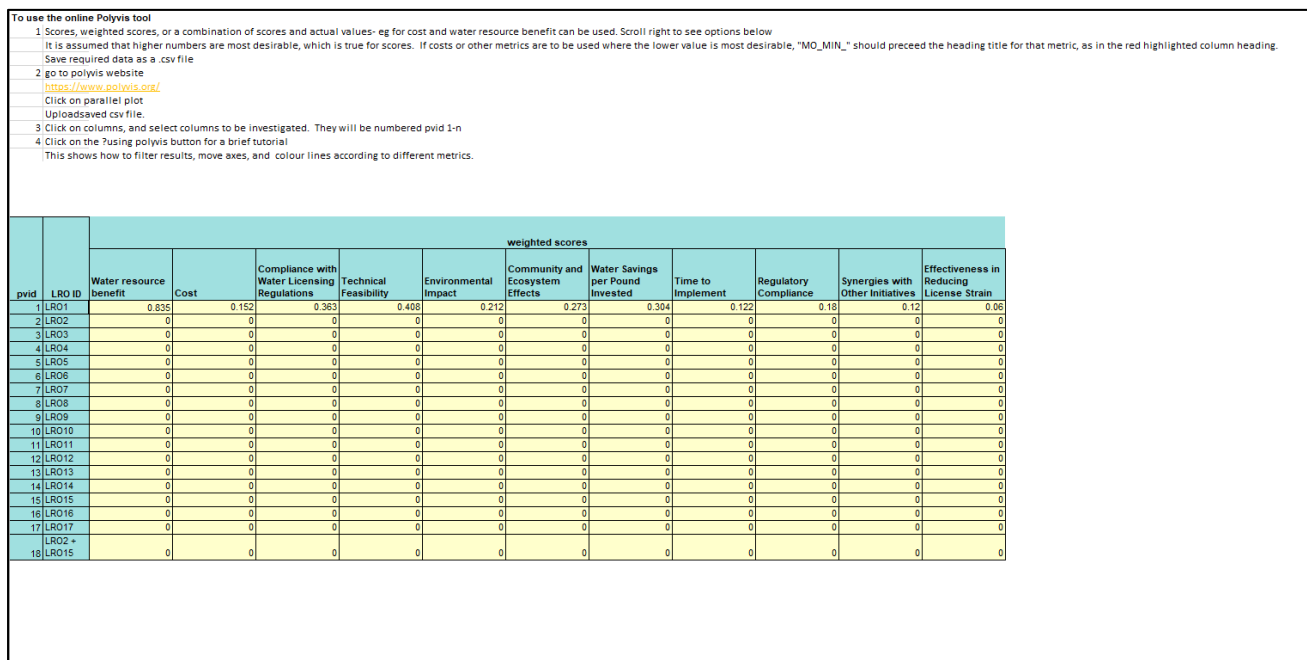 To use the online Polyvis tool
1 Scores, weighted scores, or a combination of scores and actual values- eg for cost and water resource benefit can be used. Scroll right to see options below
It is assumed that higher numbers are most desirable, which is true for scores. If costs or other metrics are to be used where the lower value is most desirable, "MO_MIN_" should preceed the heading title for that metric, as in the red highlighted column heading.
Save required data as a .csv file
2 go to polyvis website
https://www.polyvis.org/
Click on parallel plot
Uploadsaved csv file.
3 Click on columns, and select columns to be investigated. They will be numbered pvid 1-n
4 Click on the ?using polyvis button for a brief tutorial
This shows how to filter results, move axes, and colour lines according to different metrics.
weighted scores
pvid LRO ID Water resource benefit Cost Compliance with Water Licensing Regulations Technical Feasibility Environmental Impact Community and Ecosystem Effects Water Savings per Pound Invested Time to Implement Regulatory Compliance Synergies with Other Initiatives Effectiveness in Reducing License Strain
1 LRO1 0.835 0.152 0.363 0.408 0.212 0.273 0.304 0.122 0.18 0.12 0.06
2 LRO2 0 0 0 0 0 0 0 0 0 0 0
3 LRO3 0 0 0 0 0 0 0 0 0 0 0
4 LRO4 0 0 0 0 0 0 0 0 0 0 0
5 LRO5 0 0 0 0 0 0 0 0 0 0 0
6 LRO6 0 0 0 0 0 0 0 0 0 0 0
7 LRO7 0 0 0 0 0 0 0 0 0 0 0
8 LRO8 0 0 0 0 0 0 0 0 0 0 0
9 LRO9 0 0 0 0 0 0 0 0 0 0 0
10 LRO10 0 0 0 0 0 0 0 0 0 0 0
11 LRO11 0 0 0 0 0 0 0 0 0 0 0
12 LRO12 0 0 0 0 0 0 0 0 0 0 0
13 LRO13 0 0 0 0 0 0 0 0 0 0 0
14 LRO14 0 0 0 0 0 0 0 0 0 0 0
15 LRO15 0 0 0 0 0 0 0 0 0 0 0
16 LRO16 0 0 0 0 0 0 0 0 0 0 0
17 LRO17 0 0 0 0 0 0 0 0 0 0 0
18 LRO2 + LRO15 0 0 0 0 0 0 0 0 0 0 0